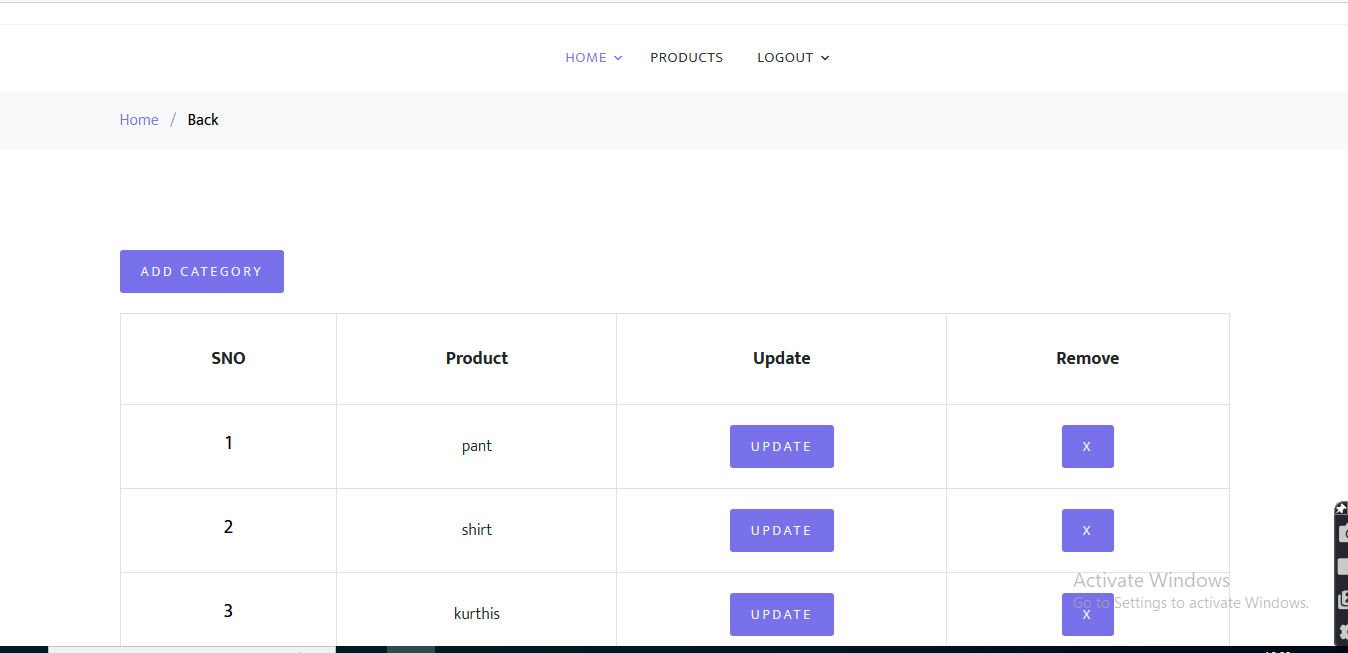 HOME PRODUCTS LOGOUT
Home / Back
ADD CATEGORY
SNO Product Update Remove
1 pant UPDATE X
2 shirt UPDATE X
3 kurthis UPDATE X
Activate Windows
Go to Settings to activate Windows.